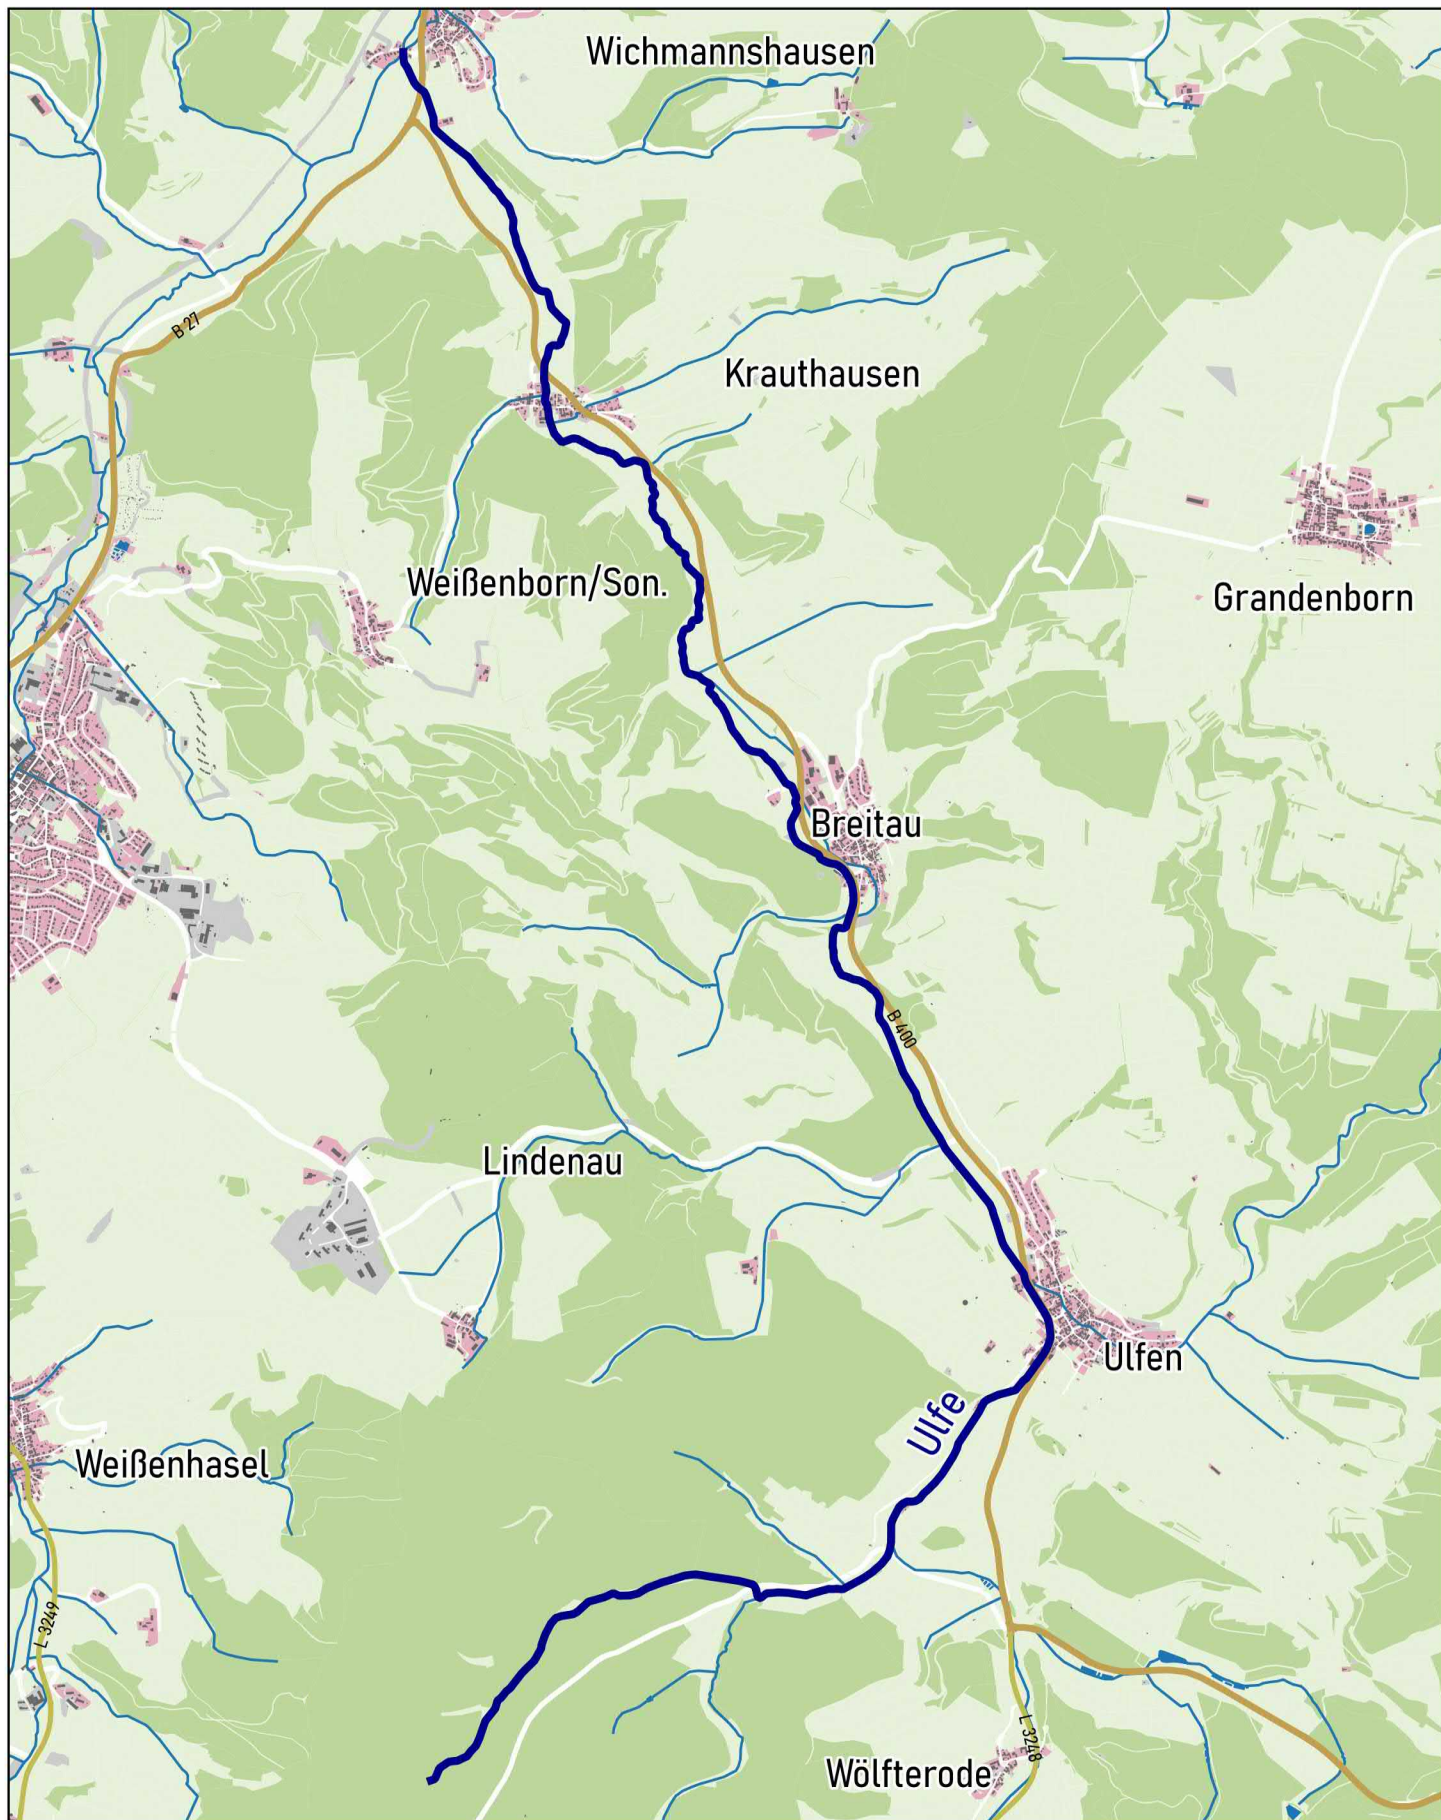 Wichmannshausen
B 27
Krauthausen
Weißenborn/Son.
Grandenborn
Breitau
B 400
Lindenau
Ulfen
Ulfe
Weißenhasel
L 3249
L 3248
Wölfterode